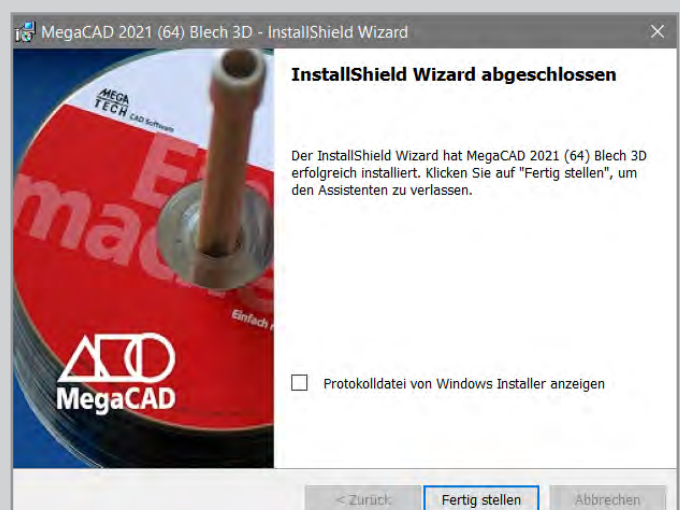 MegaCAD 2021 (64) Blech 3D - InstallShield Wizard
InstallShield Wizard abgeschlossen
MEGA
TECH CAD Software
Der InstallShield Wizard hat MegaCAD 2021 (64) Blech 3D
erfolgreich installiert. Klicken Sie auf "Fertig stellen", um
den Assistenten zu verlassen.
Einfach
MegaCAD
Protokolldatei von Windows Installer anzeigen
< Zurück
Fertig stellen
Abbrechen